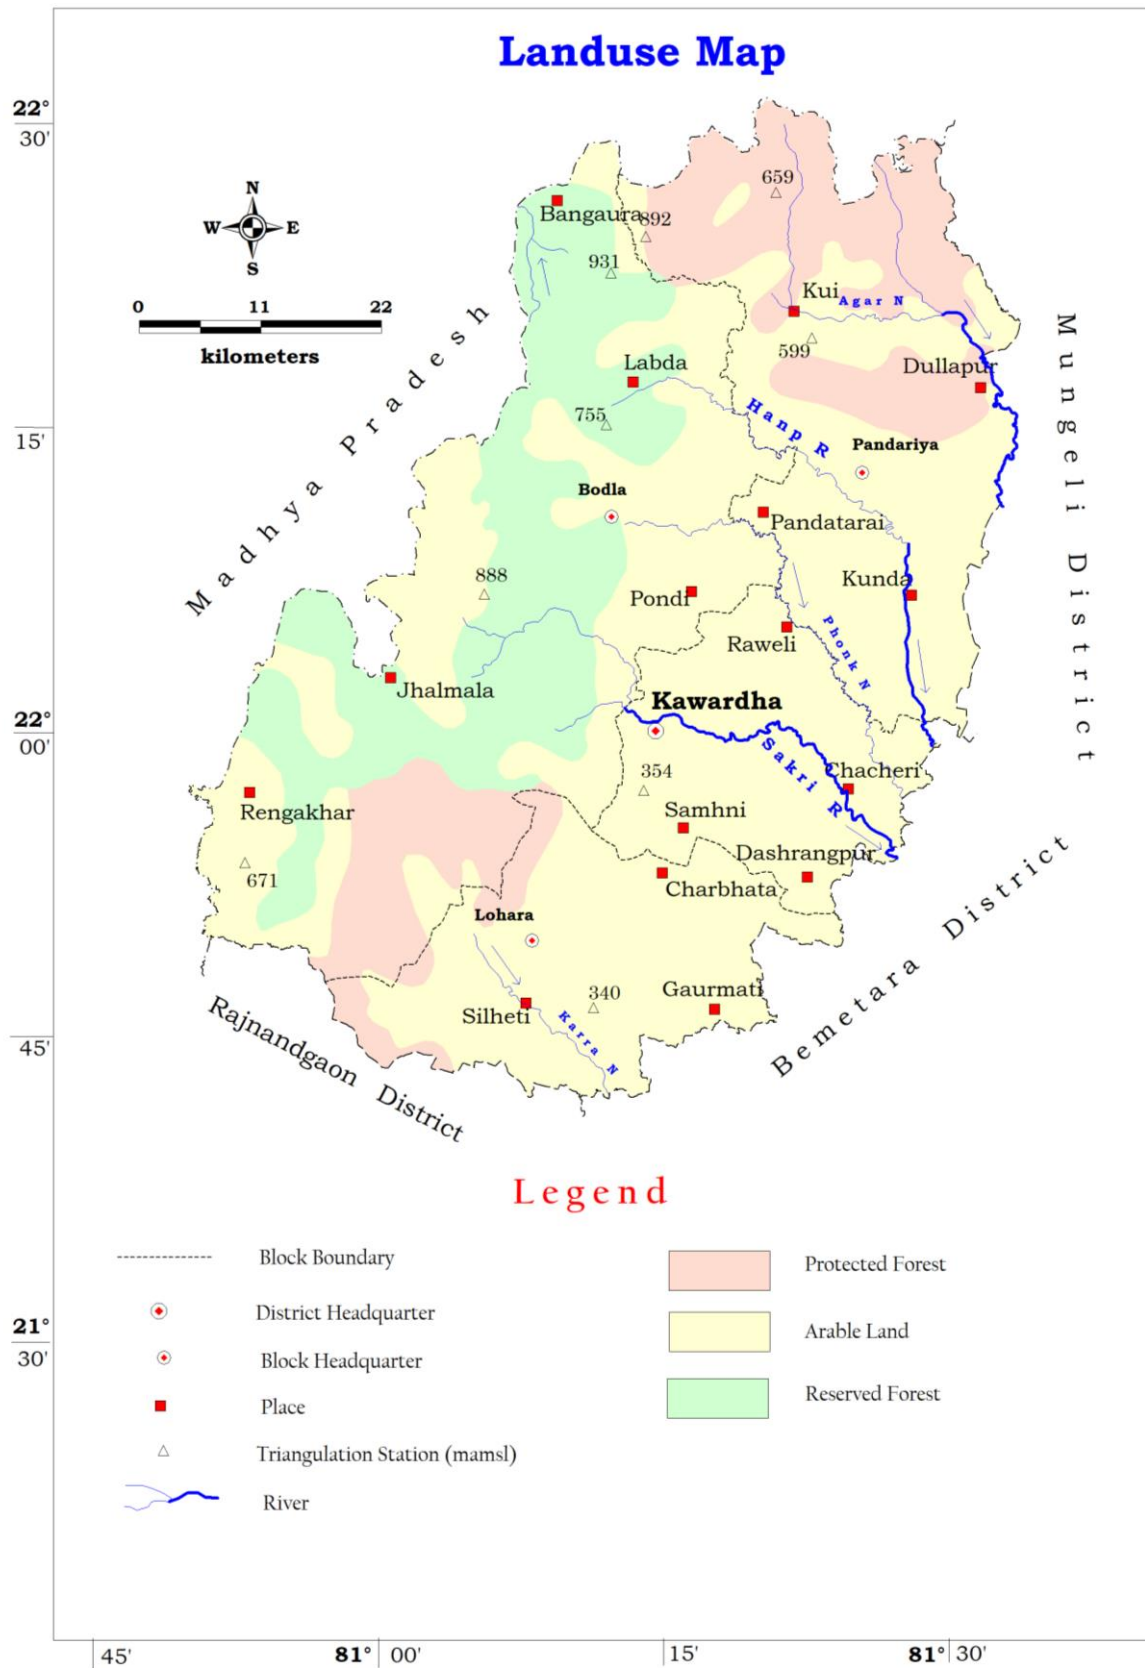 Landuse Map
22°
30'
N
W E
S
0 11 22
kilometers
659
Bangaura
892
931
Kui
Agar N
599
Labda
Dullapur
755
Hanp R
Pandariya
15'
Bodla
Pandatarai
888
Kunda
Pondi
Phonk N
Raweli
Jhalmala
Kawardha
22°
00'
Sakri R
354
Chacheri
Rengakhar
Samhni
Dashrangpur
671
Charbhata
Lohara
340
Gaurmati
Silheti
Karra N
45'
Madhya Pradesh
Mungeli District
Bemetara District
Rajnandgaon District
Legend
Block Boundary
District Headquarter
Block Headquarter
Place
Triangulation Station (mamsl)
River
Protected Forest
Arable Land
Reserved Forest
21°
30'
45' 81° 00' 15' 81° 30'